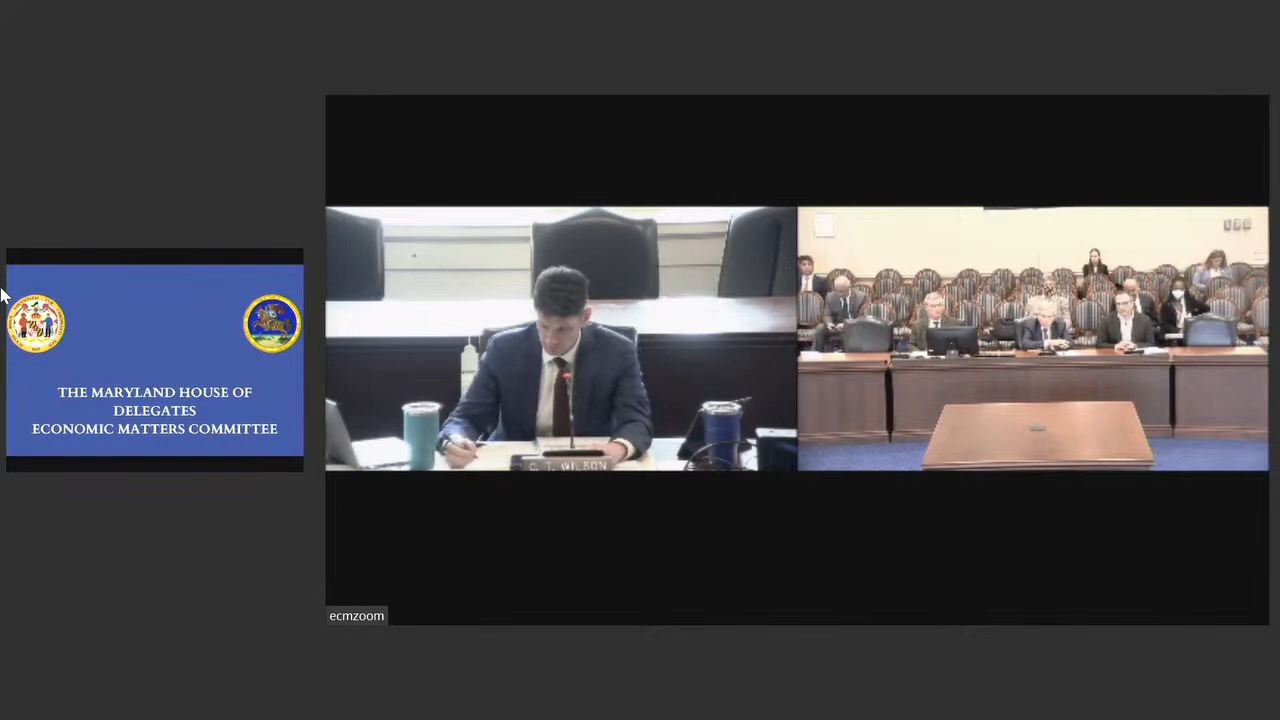 THE MARYLAND HOUSE OF
DELEGATES
ECONOMIC MATTERS COMMITTEE
C. T. WILSON
ecmzoom